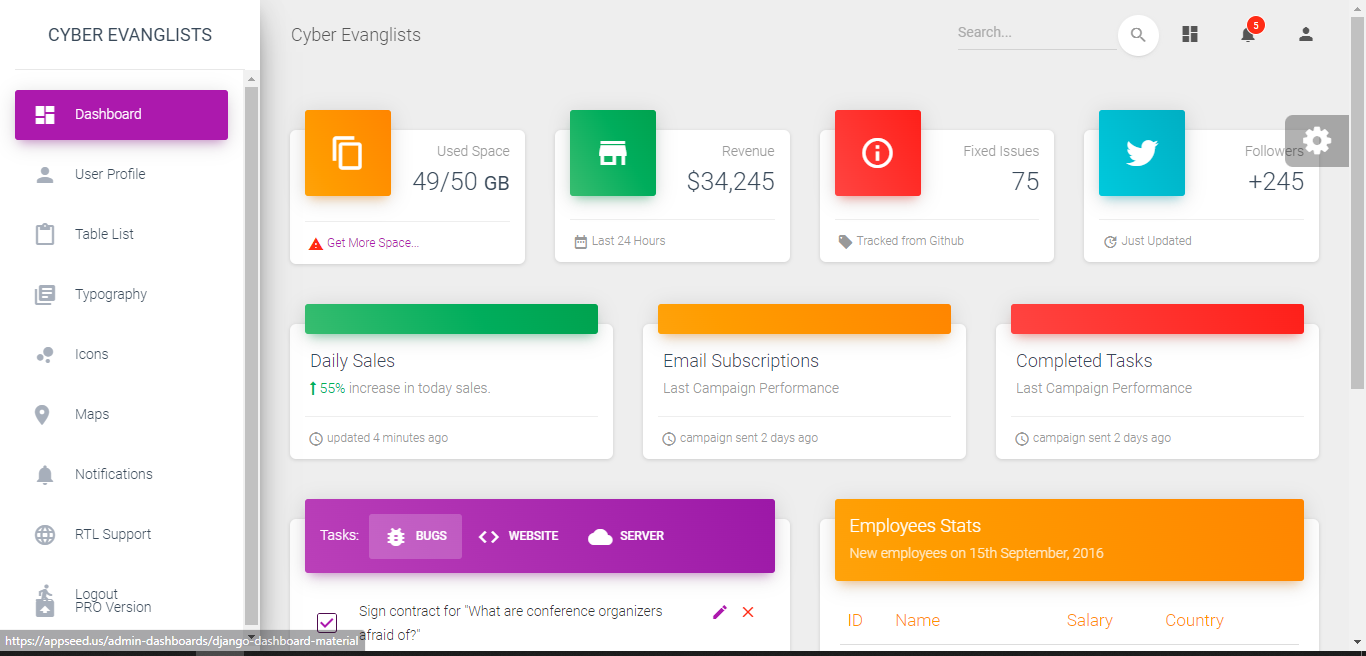 CYBER EVANGLISTS
Dashboard
User Profile
Table List
Typography
Icons
Maps
Notifications
RTL Support
Logout
PRO Version
https://appseed.us/admin-dashboards/django-dashboard-material
Cyber Evanglists
Search...
5
Used Space
49/50 GB
Get More Space...
Revenue
$34,245
Last 24 Hours
Fixed Issues
75
Tracked from Github
Followers
+245
Just Updated
Daily Sales
55% increase in today sales.
updated 4 minutes ago
Email Subscriptions
Last Campaign Performance
campaign sent 2 days ago
Completed Tasks
Last Campaign Performance
campaign sent 2 days ago
Tasks: BUGS WEBSITE SERVER
Sign contract for "What are conference organizers
afraid of?"
Employees Stats
New employees on 15th September, 2016
ID Name Salary Country